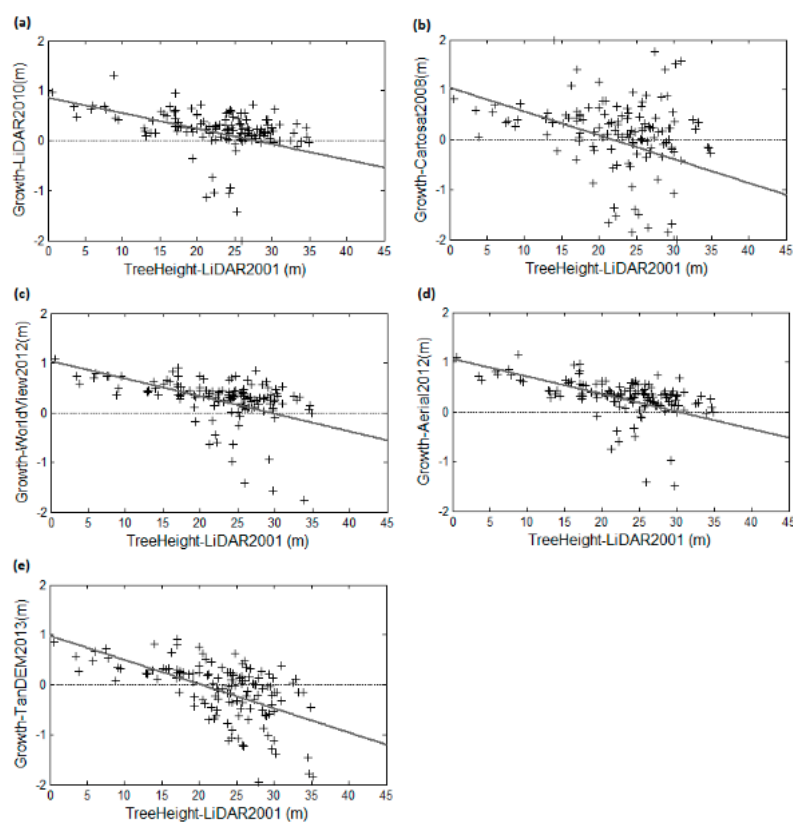 (a)
2
1
0
-1
-2
0 5 10 15 20 25 30 35 40 45
Growth-LiDAR2010(m)
TreeHeight-LiDAR2001 (m)
(b)
2
1
0
-1
-2
0 5 10 15 20 25 30 35 40 45
Growth-Cartosat2008(m)
TreeHeight-LiDAR2001 (m)
(c)
2
1
0
-1
-2
0 5 10 15 20 25 30 35 40 45
Growth-WorldView2012(m)
TreeHeight-LiDAR2001 (m)
(d)
2
1
0
-1
-2
0 5 10 15 20 25 30 35 40 45
Growth-Aerial2012(m)
TreeHeight-LiDAR2001 (m)
(e)
2
1
0
-1
-2
0 5 10 15 20 25 30 35 40 45
Growth-TanDEM2013(m)
TreeHeight-LiDAR2001 (m)